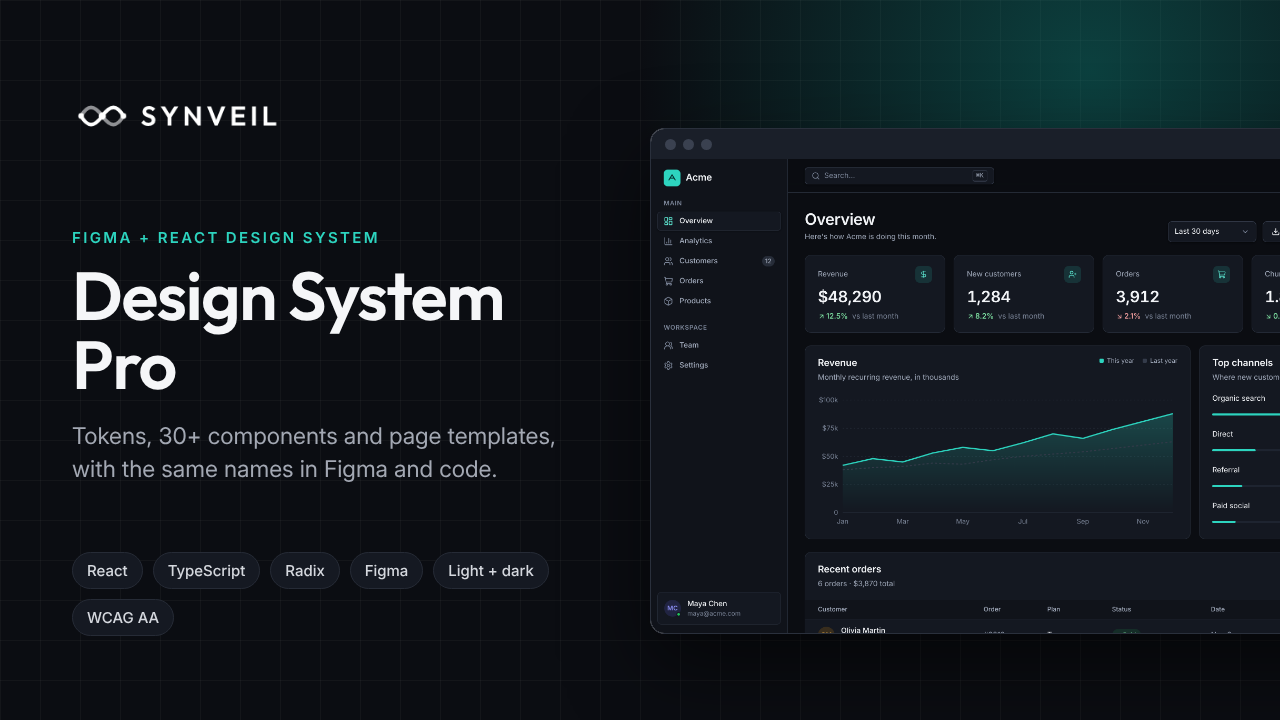 SYNVEIL
FIGMA + REACT DESIGN SYSTEM
Design System
Pro
Tokens, 30+ components and page templates,
with the same names in Figma and code.
React
TypeScript
Radix
Figma
Light + dark
WCAG AA
Acme
Search...
⌘K
MAIN
Overview
Analytics
Customers
12
Orders
Products
WORKSPACE
Team
Settings
MC
Maya Chen
maya@acme.com
Overview
Here's how Acme is doing this month.
Last 30 days
Revenue
$48,290
12.5% vs last month
New customers
1,284
8.2% vs last month
Orders
3,912
2.1% vs last month
Revenue
Monthly recurring revenue, in thousands
This year
Last year
$100k
$75k
$50k
$25k
0
Jan
Mar
May
Jul
Sep
Nov
Top channels
Organic search
Direct
Referral
Paid social
Recent orders
6 orders · $3,870 total
Customer
Order
Plan
Status
Date
Olivia Martin